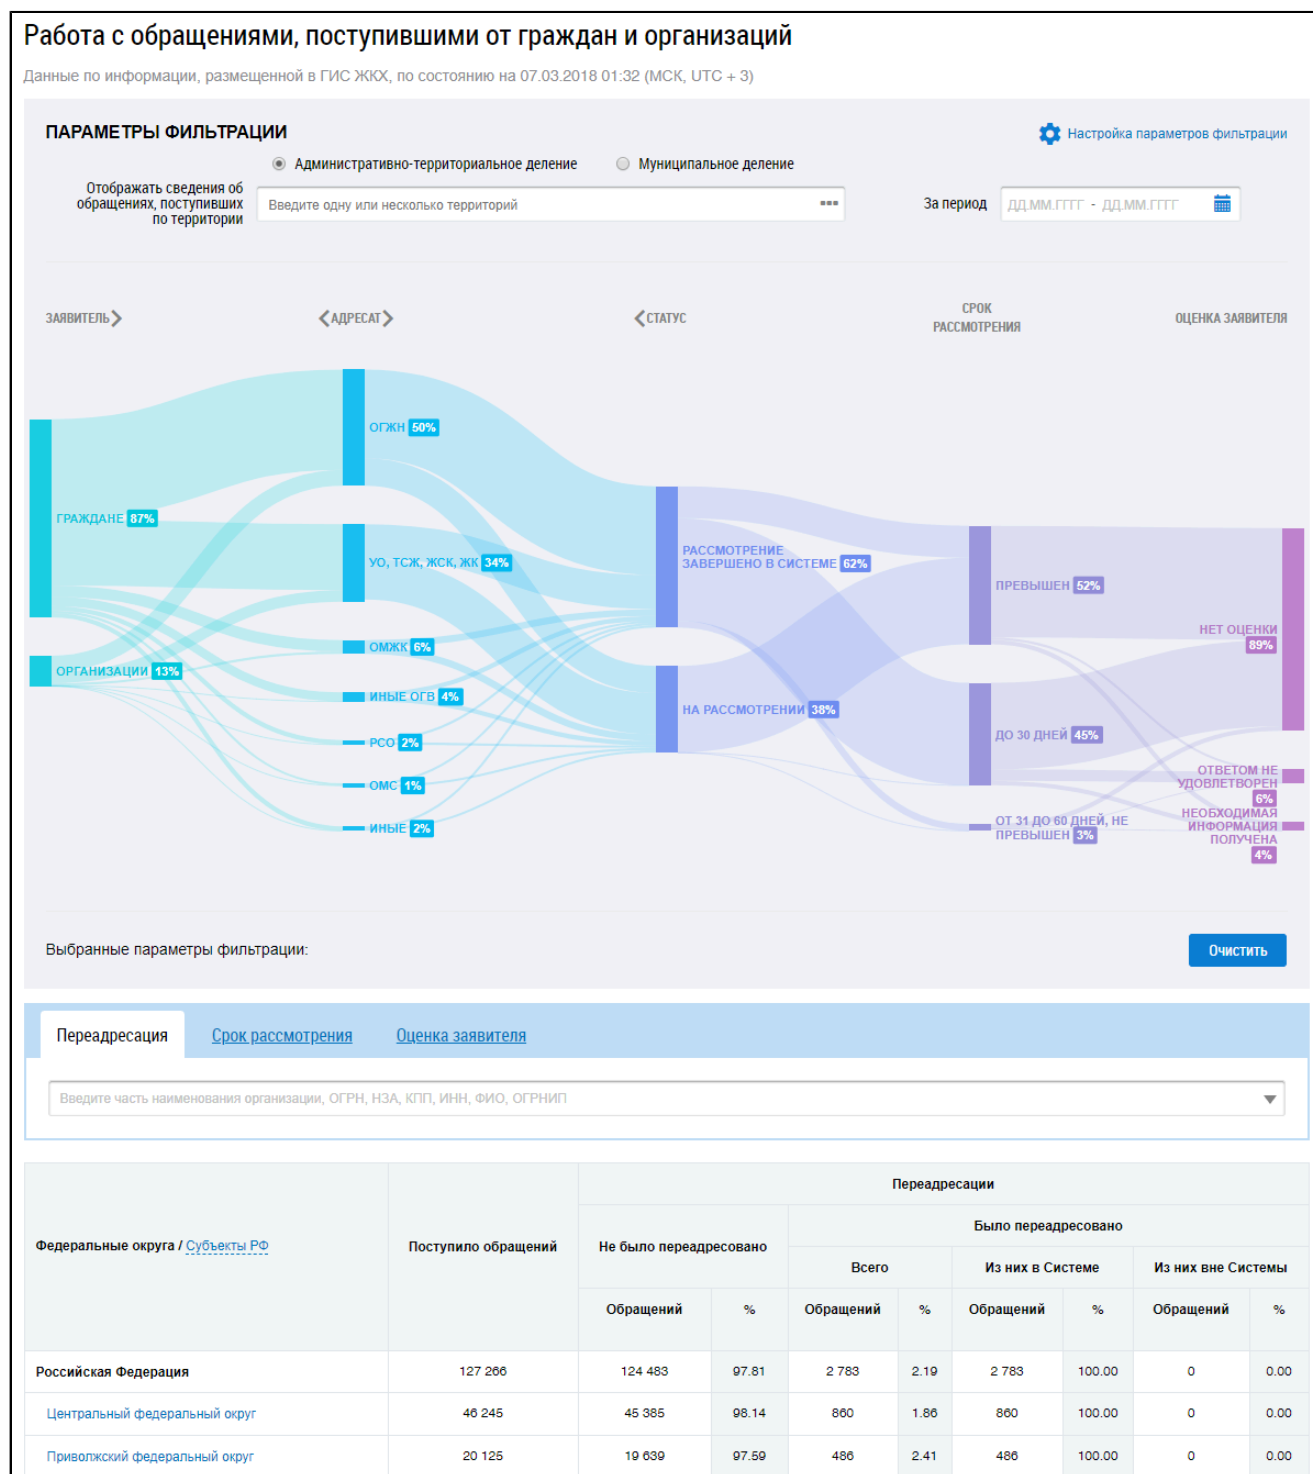 Работа с обращениями, поступившими от граждан и организаций
Данные по информации, размещенной в ГИС ЖКХ, по состоянию на 07.03.2018 01:32 (МСК, UTC + 3)
ПАРАМЕТРЫ ФИЛЬТРАЦИИ
Настройка параметров фильтрации
Административно-территориальное деление
Муниципальное деление
Отображать сведения об
обращениях, поступивших
по территории
Введите одну или несколько территорий
За период
ДД.ММ.ГГГГ - ДД.ММ.ГГГГ
ЗАЯВИТЕЛЬ
АДРЕСАТ
СТАТУС
СРОК
РАССМОТРЕНИЯ
ОЦЕНКА ЗАЯВИТЕЛЯ
ГРАЖДАНЕ 87%
ОРГАНИЗАЦИИ 13%
ОГЖН 50%
УО, ТСЖ, ЖСК, ЖК 34%
ОМЖК 6%
ИНЫЕ ОГВ 4%
РСО 2%
ОМС 1%
ИНЫЕ 2%
РАССМОТРЕНИЕ
ЗАВЕРШЕНО В СИСТЕМЕ 62%
НА РАССМОТРЕНИИ 38%
ПРЕВЫШЕН 52%
ДО 30 ДНЕЙ 45%
ОТ 31 ДО 60 ДНЕЙ, НЕ
ПРЕВЫШЕН 3%
НЕТ ОЦЕНКИ
89%
ОТВЕТОМ НЕ
УДОВЛЕТВОРЕН
6%
НЕОБХОДИМАЯ
ИНФОРМАЦИЯ
ПОЛУЧЕНА
4%
Выбранные параметры фильтрации:
Очистить
Переадресация Срок рассмотрения Оценка заявителя
Введите часть наименования организации, ОГРН, НЗА, КПП, ИНН, ФИО, ОГРНИП
Переадресации
Было переадресовано
Федеральные округа / Субъекты РФ
Поступило обращений
Не было переадресовано
Всего Из них в Системе Из них вне Системы
Обращений % Обращений % Обращений % Обращений %
Российская Федерация 127 266 124 483 97.81 2 783 2.19 2 783 100.00 0 0.00
Центральный федеральный округ 46 245 45 385 98.14 860 1.86 860 100.00 0 0.00
Приволжский федеральный округ 20 125 19 639 97.59 486 2.41 486 100.00 0 0.00